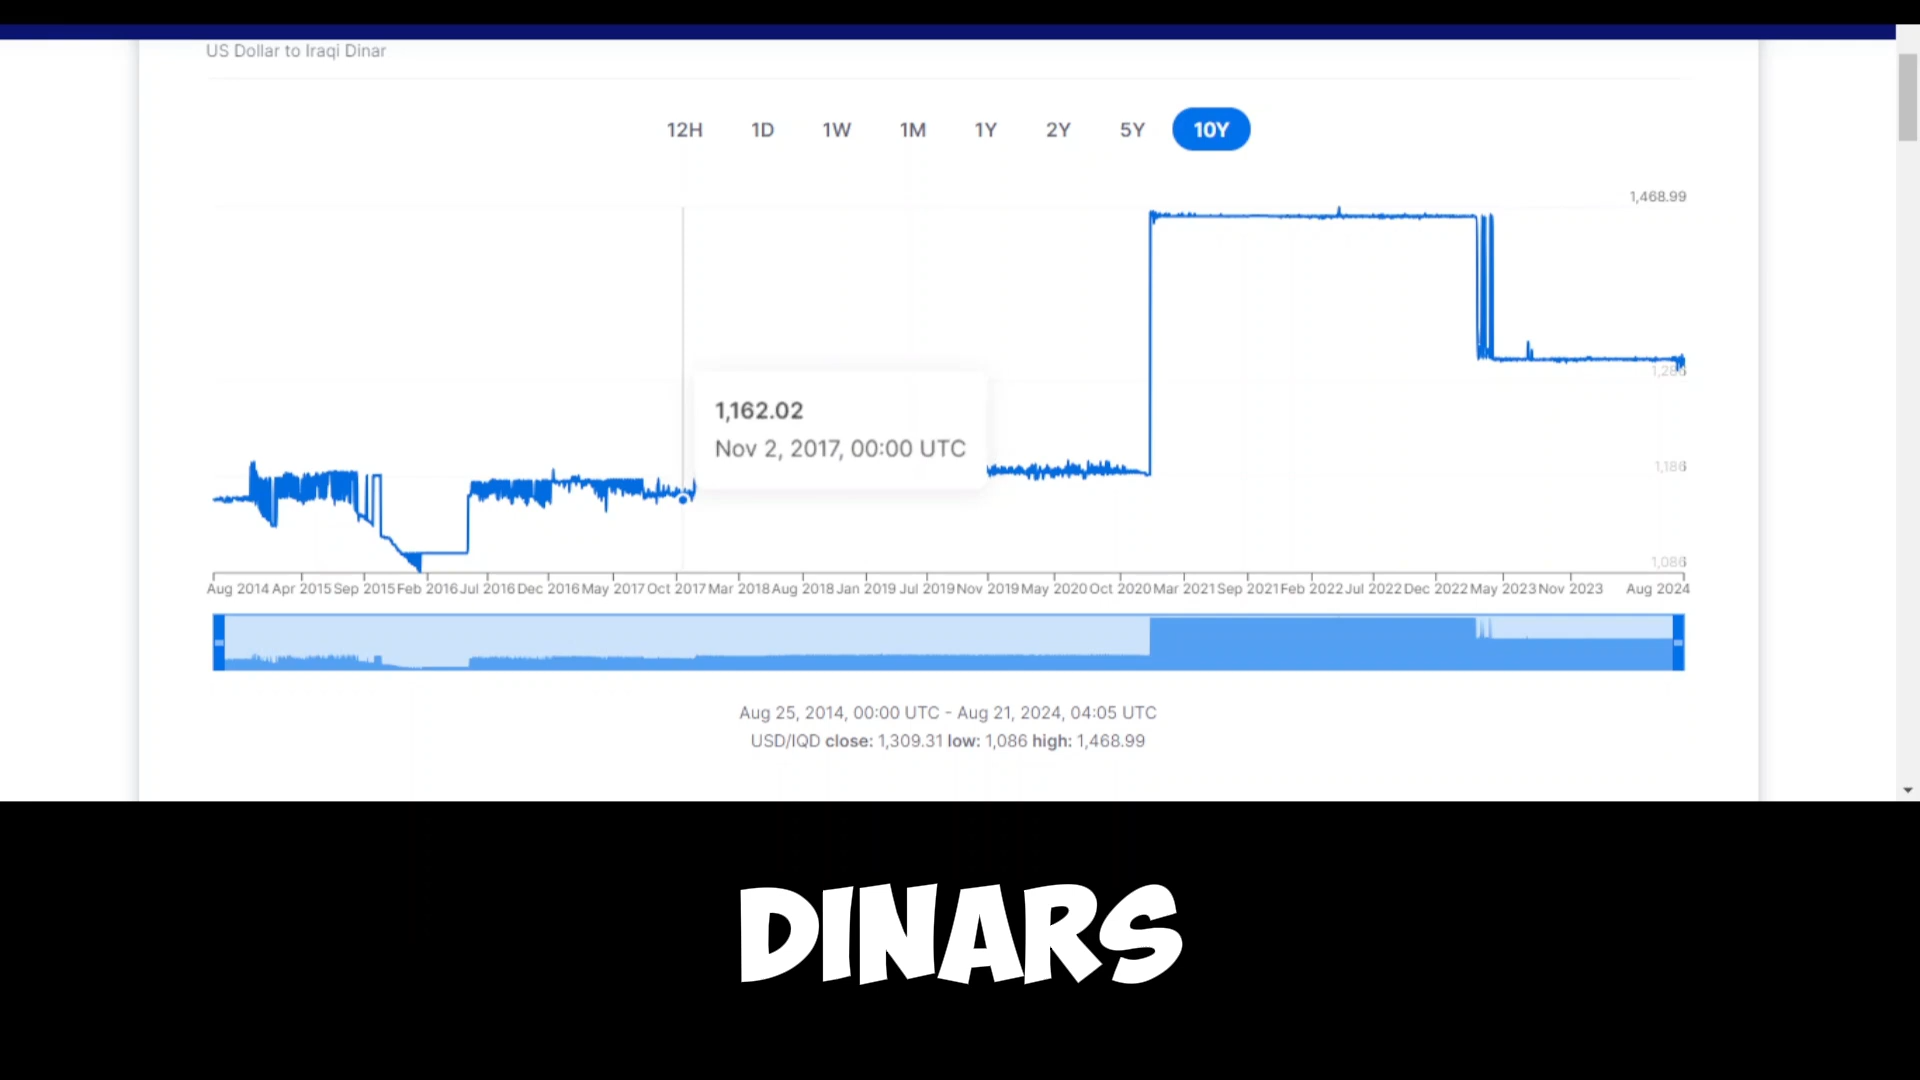 US Dollar to Iraqi Dinar
12H 1D 1W 1M 1Y 2Y 5Y 10Y
1,468.99
1,286
1,162.02
Nov 2, 2017, 00:00 UTC
1,186
1,086
Aug 2014 Apr 2015 Sep 2015 Feb 2016 Jul 2016 Dec 2016 May 2017 Oct 2017 Mar 2018 Aug 2018 Jan 2019 Jul 2019 Nov 2019 May 2020 Oct 2020 Mar 2021 Sep 2021 Feb 2022 Jul 2022 Dec 2022 May 2023 Nov 2023 Aug 2024
Aug 25, 2014, 00:00 UTC - Aug 21, 2024, 04:05 UTC
USD/IQD close: 1,309.31 low: 1,086 high: 1,468.99
DINARS